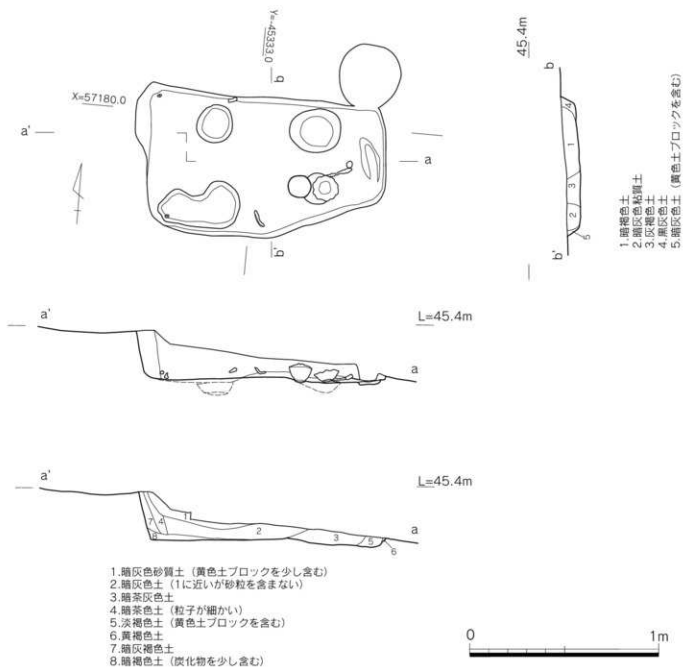 Y=-45333.0
b
X=57180.0
a'
a
b'
45.4m
b
4
1
3
2
5
b'
1.暗褐色土
2.暗灰色粘質土
3.灰褐色土
4.黒灰色土
5.暗灰色土（黄色土ブロックを含む）
a'
L=45.4m
a
a'
L=45.4m
a
7
4
8
1
2
3
5
6
1.暗灰色砂質土（黄色土ブロックを少し含む）
2.暗灰色土（1に近いが砂粒を含まない）
3.暗茶灰色土
4.暗茶色土（粒子が細かい）
5.淡褐色土（黄色土ブロックを含む）
6.黄褐色土
7.暗灰褐色土
8.暗褐色土（炭化物を少し含む）
0
1m